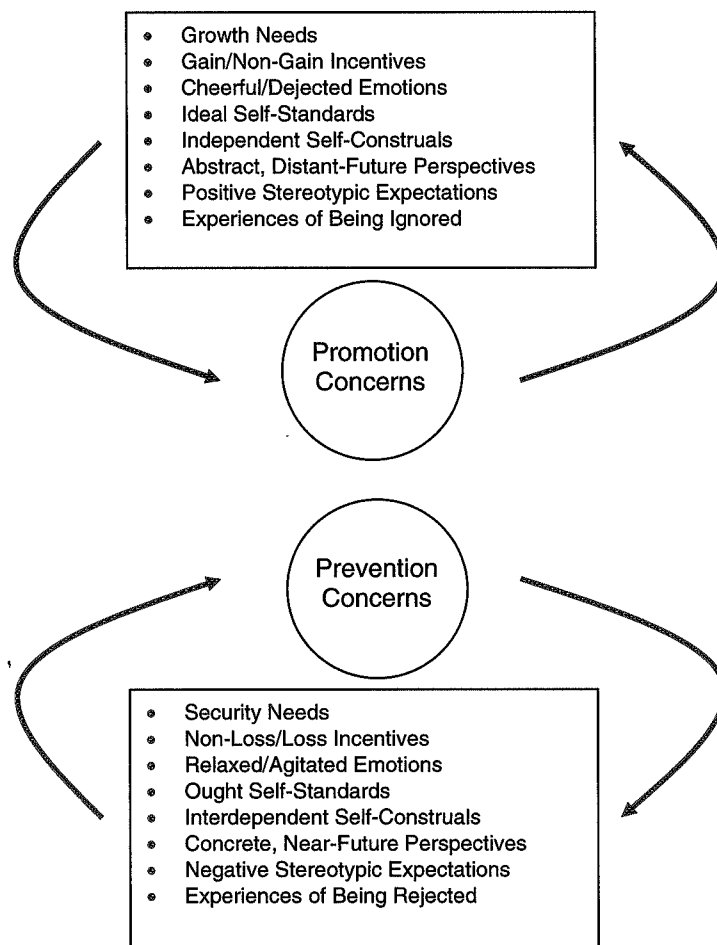 • Growth Needs
• Gain/Non-Gain Incentives
• Cheerful/Dejected Emotions
• Ideal Self-Standards
• Independent Self-Construals
• Abstract, Distant-Future Perspectives
• Positive Stereotypic Expectations
• Experiences of Being Ignored
Promotion
Concerns
Prevention
Concerns
• Security Needs
• Non-Loss/Loss Incentives
• Relaxed/Agitated Emotions
• Ought Self-Standards
• Interdependent Self-Construals
• Concrete, Near-Future Perspectives
• Negative Stereotypic Expectations
• Experiences of Being Rejected